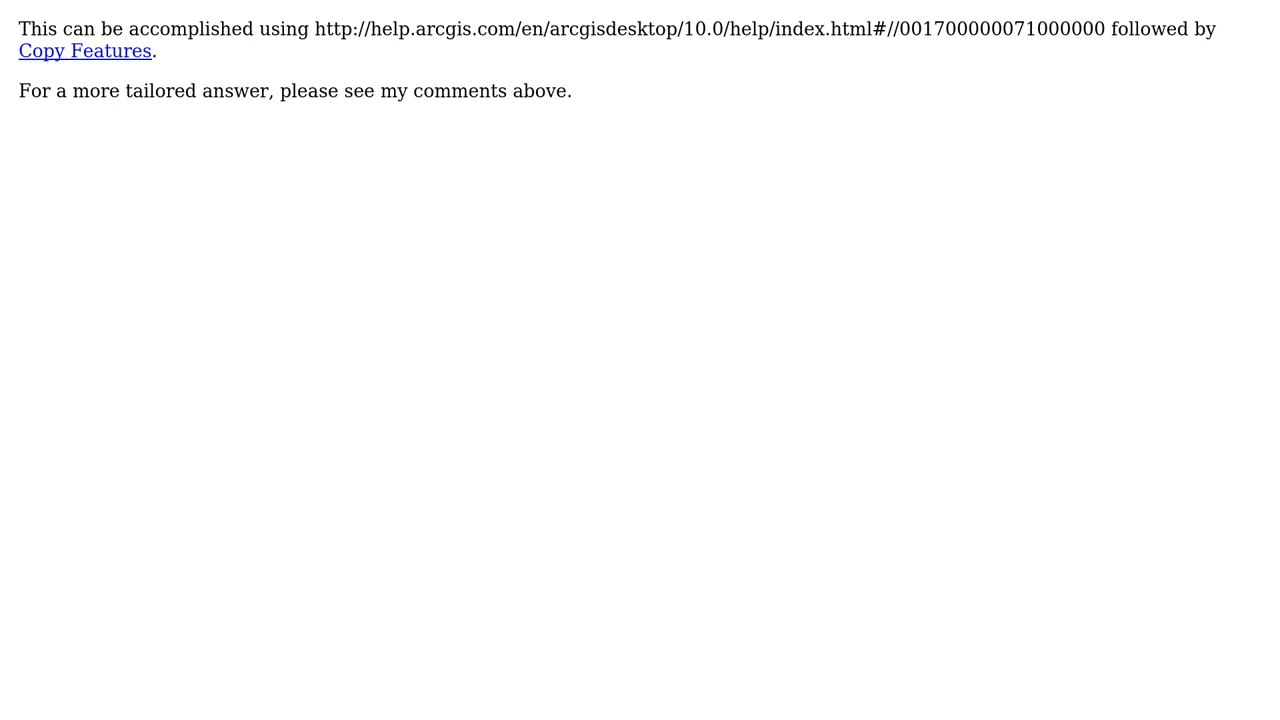 This can be accomplished using http://help.arcgis.com/en/arcgisdesktop/10.0/help/index.html#//001700000071000000 followed by
Copy Features.
For a more tailored answer, please see my comments above.